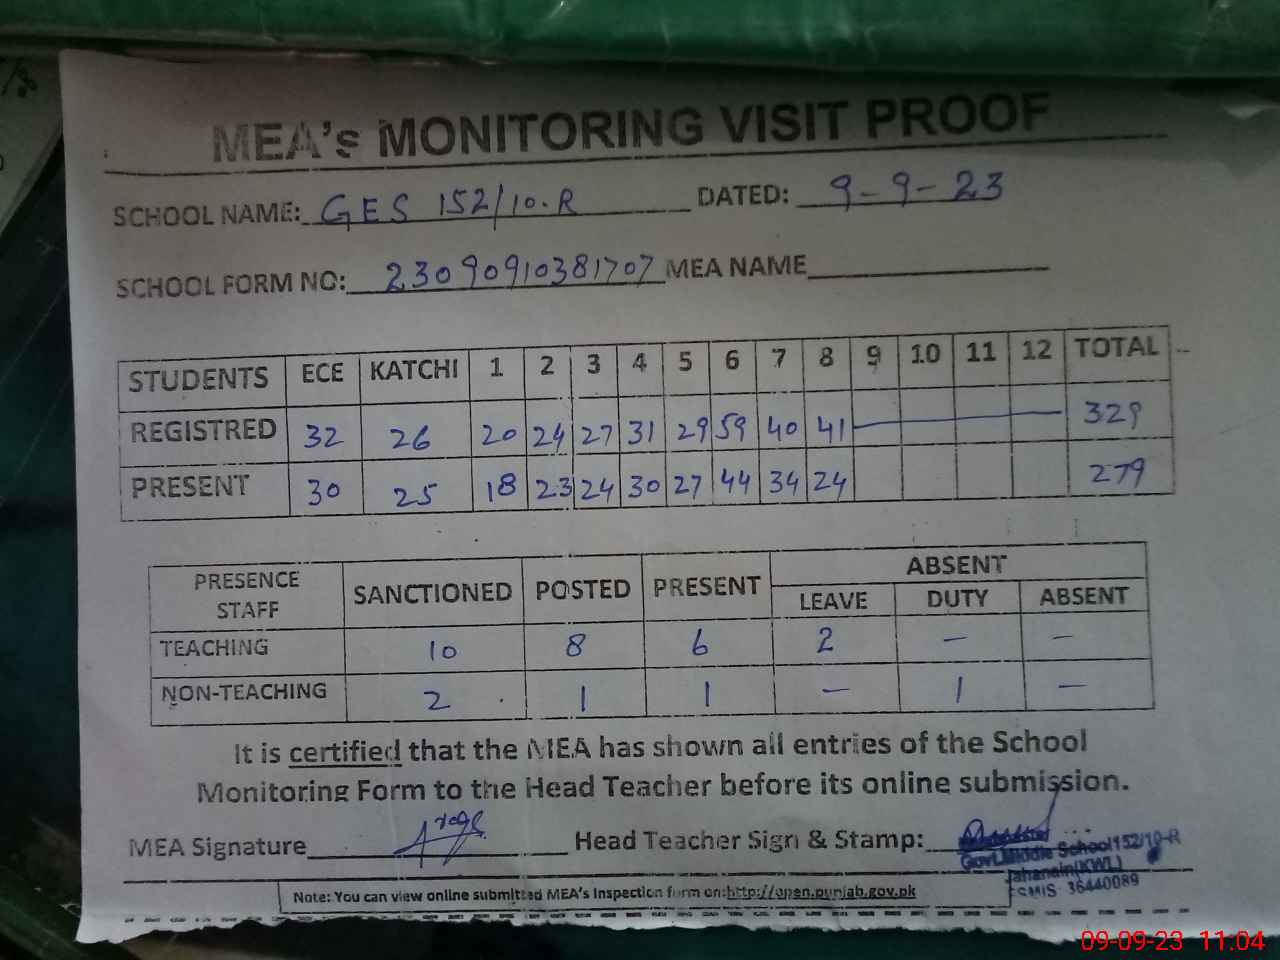 MEA's MONITORING VISIT PROOF
SCHOOL NAME: GES 152/10.R DATED: 9-9-23
SCHOOL FORM NO: 23090910381707 MEA NAME
STUDENTS ECE KATCHI 1 2 3 4 5 6 7 8 9 10 11 12 TOTAL
REGISTRED 32 26 20 24 27 31 29 59 40 41 329
PRESENT 30 25 18 23 24 30 27 44 34 24 279
PRESENCE STAFF SANCTIONED POSTED PRESENT ABSENT
LEAVE DUTY ABSENT
TEACHING 10 8 6 2 - -
NON-TEACHING 2 1 1 - 1 -
It is certified that the MEA has shown all entries of the School
Monitoring Form to the Head Teacher before its online submission.
MEA Signature Head Teacher Sign & Stamp:
Govt. Middle School 152/10-R
Jahanain(KWL)
ESMIS: 36440089
Note: You can view online submitted MEA's Inspection form on:http://open.punjab.gov.pk
09-09-23 11.04